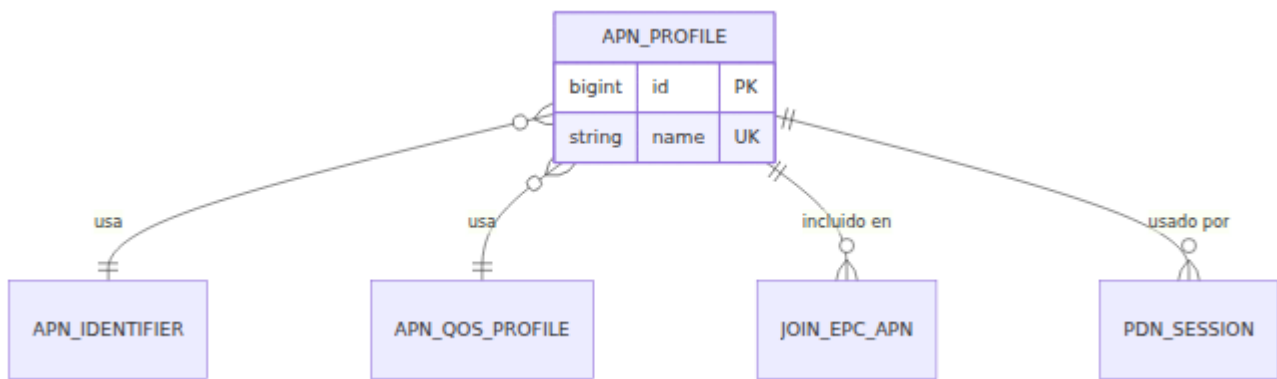 APN_PROFILE
bigint id PK
string name UK
usa
usa
incluido en
usado por
APN_IDENTIFIER
APN_QOS_PROFILE
JOIN_EPC_APN
PDN_SESSION